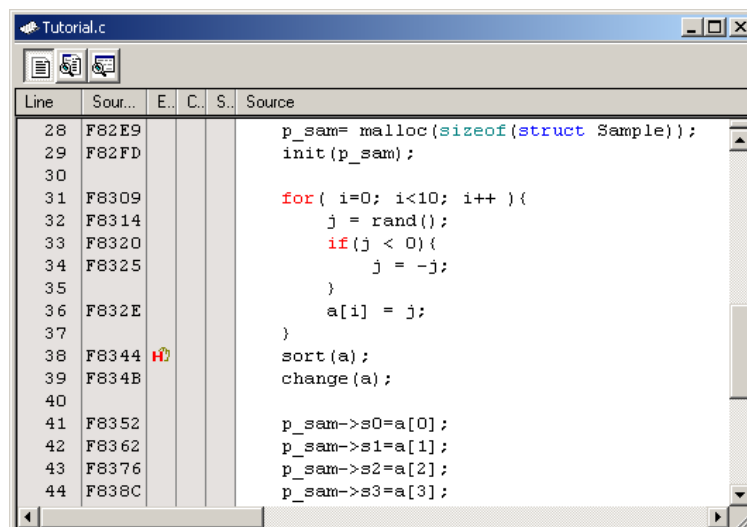 Tutorial.c
Line Sour... E.. C.. S.. Source
28 F82E9 p_sam= malloc(sizeof(struct Sample));
29 F82FD init(p_sam);
30
31 F8309 for( i=0; i<10; i++ ){
32 F8314 j = rand();
33 F8320 if(j < 0){
34 F8325 j = -j;
35 }
36 F832E a[i] = j;
37 }
38 F8344 H sort(a);
39 F834B change(a);
40
41 F8352 p_sam->s0=a[0];
42 F8362 p_sam->s1=a[1];
43 F8376 p_sam->s2=a[2];
44 F838C p_sam->s3=a[3];